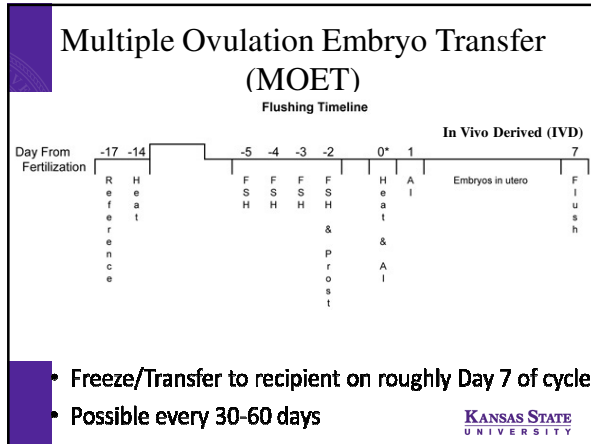 Multiple Ovulation Embryo Transfer
(MOET)
Flushing Timeline
In Vivo Derived (IVD)
Day From -17 -14 -5 -4 -3 -2 0* 1 7
Fertilization
Reference
Heat
FSH
FSH
FSH
FSH & Prost
Heat & AI
AI
Embryos in utero
Flush
• Freeze/Transfer to recipient on roughly Day 7 of cycle
• Possible every 30-60 days
KANSAS STATE
UNIVERSITY